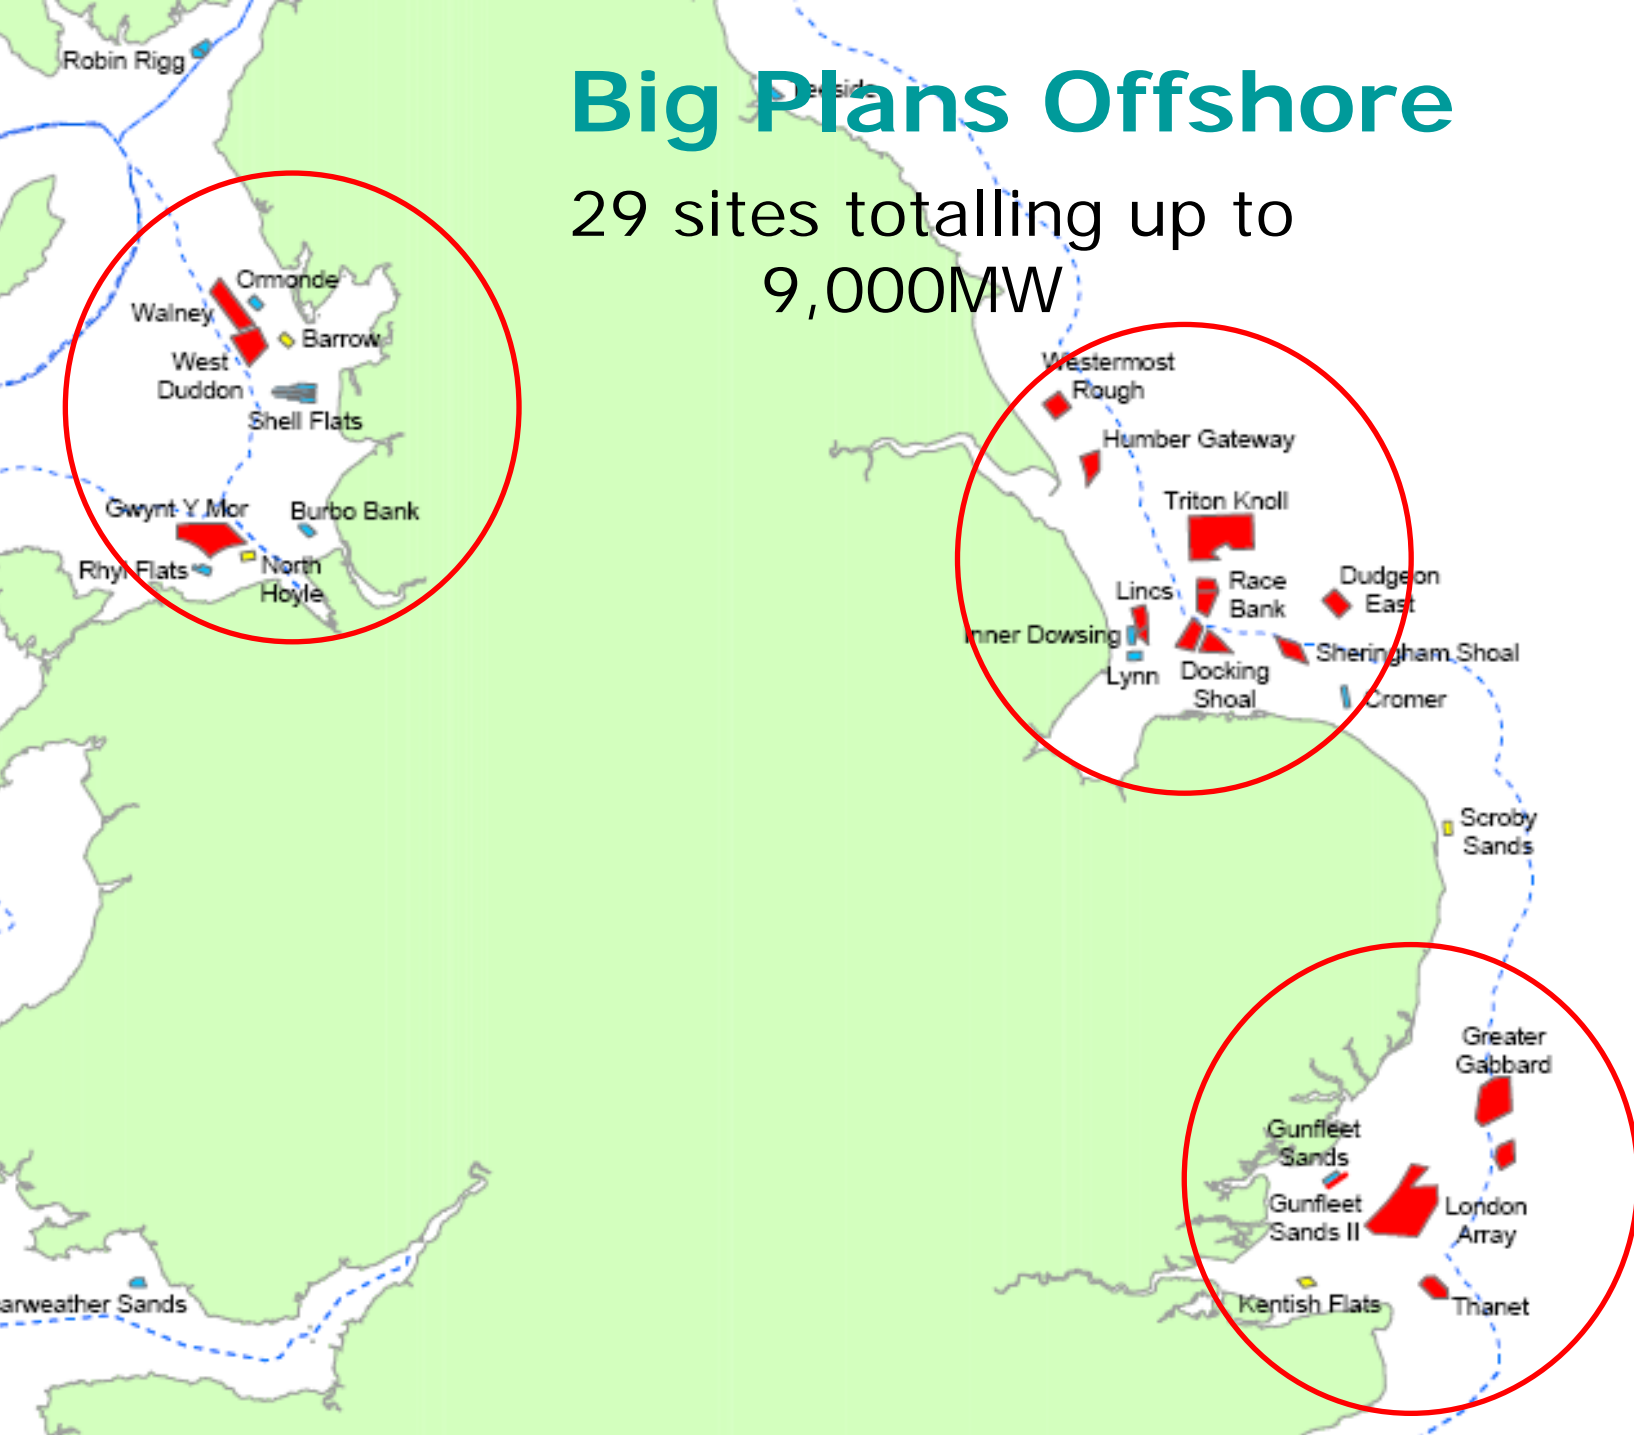 Robin Rigg
Teesside
Big Plans Offshore
29 sites totalling up to
9,000MW
Ormonde
Walney
Barrow
West
Duddon
Shell Flats
Gwynt Y Mor
Burbo Bank
Rhyl Flats
North
Hoyle
Westermost
Rough
Humber Gateway
Triton Knoll
Race
Bank
Dudgeon
East
Lincs
Inner Dowsing
Lynn
Docking
Shoal
Sheringham Shoal
Cromer
Scroby
Sands
Greater
Gabbard
Gunfleet
Sands
Gunfleet
Sands II
London
Array
Kentish Flats
Thanet
arweather Sands